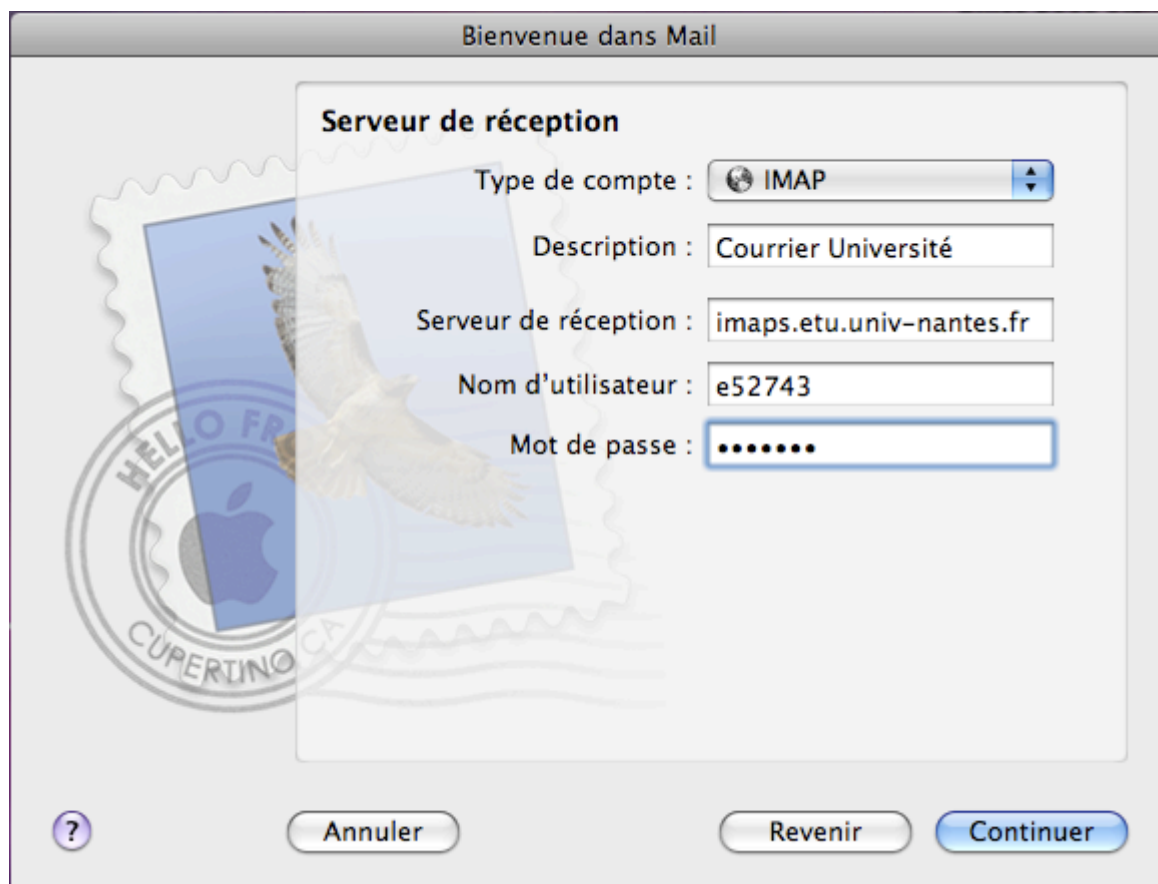 Bienvenue dans Mail
Serveur de réception
Type de compte : IMAP
Description : Courrier Université
Serveur de réception : imaps.etu.univ-nantes.fr
Nom d'utilisateur : e52743
Mot de passe : •••••••
HELLO FR
CUPERTINO CA
? Annuler Revenir Continuer